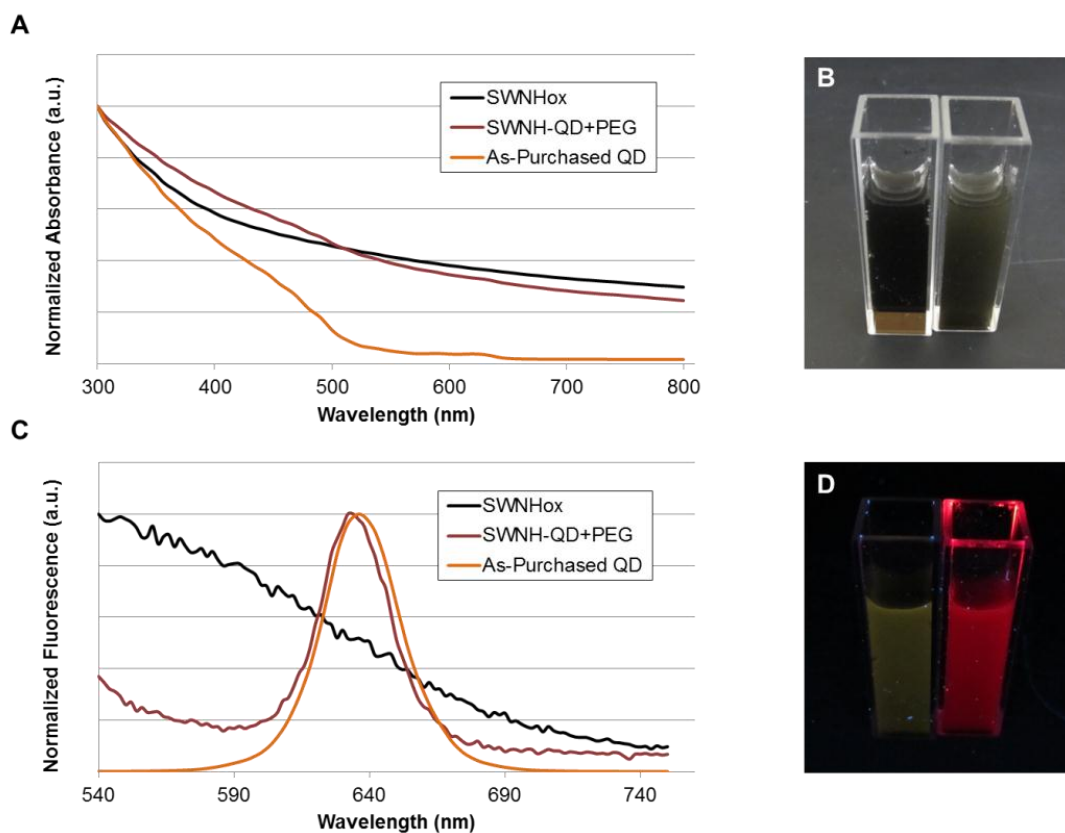 A
Normalized Absorbance (a.u.)
SWNHox
SWNH-QD+PEG
As-Purchased QD
300 400 500 600 700 800
Wavelength (nm)
B
C
Normalized Fluorescence (a.u.)
SWNHox
SWNH-QD+PEG
As-Purchased QD
540 590 640 690 740
Wavelength (nm)
D